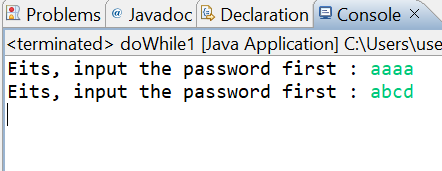 Problems @ Javadoc Declaration Console
<terminated> doWhile1 [Java Application] C:\Users\use
Eits, input the password first : aaaa
Eits, input the password first : abcd